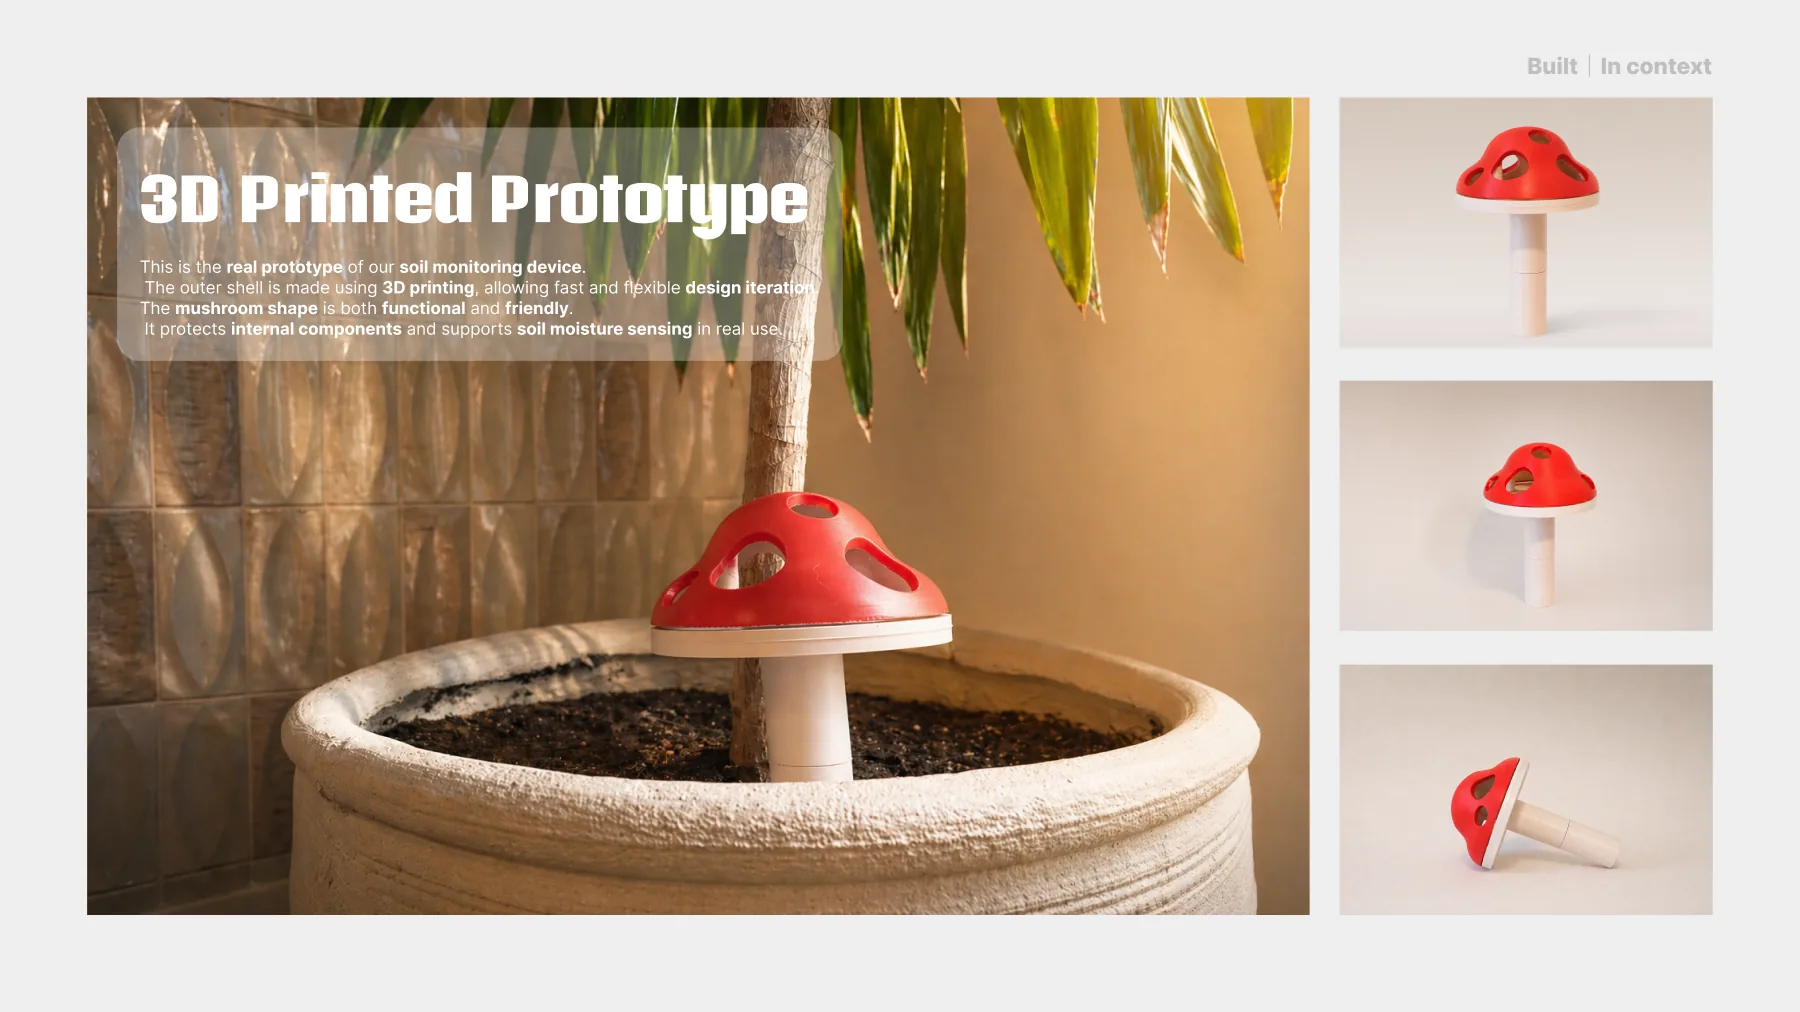 Built | In context
3D Printed Prototype
This is the real prototype of our soil monitoring device.
The outer shell is made using 3D printing, allowing fast and flexible design iteration.
The mushroom shape is both functional and friendly.
It protects internal components and supports soil moisture sensing in real use.